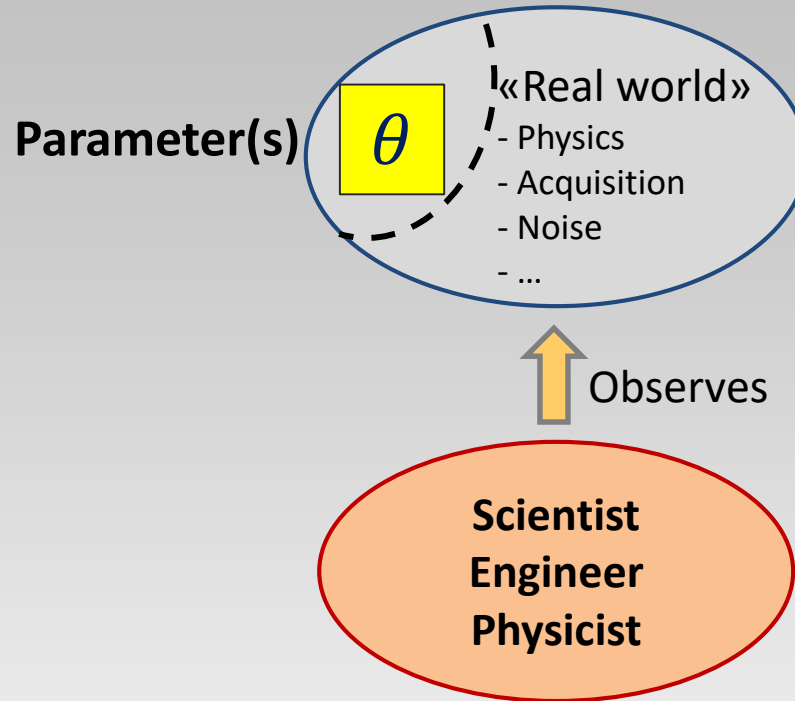 Parameter(s)
θ
«Real world»
- Physics
- Acquisition
- Noise
- ...
Observes
Scientist
Engineer
Physicist